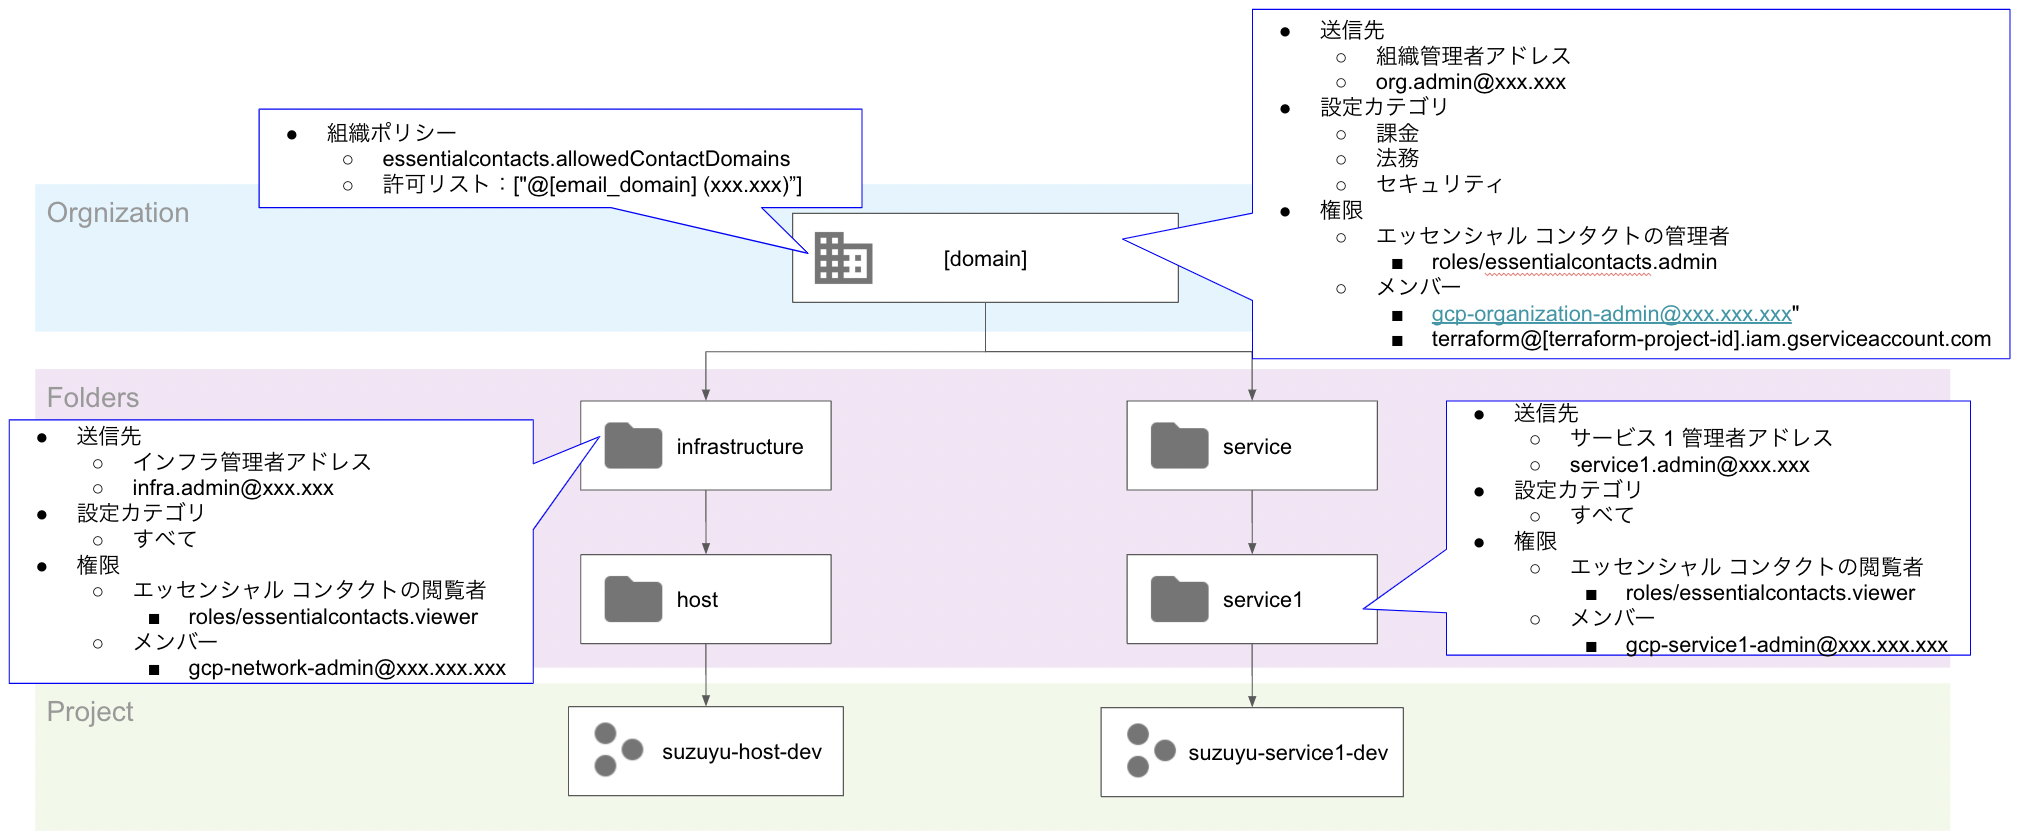 ● 送信先
○ 組織管理者アドレス
○ org.admin@xxx.xxx
● 設定カテゴリ
○ 課金
○ 法務
○ セキュリティ
● 権限
○ エッセンシャル コンタクトの管理者
■ roles/essentialcontacts.admin
○ メンバー
■ gcp-organization-admin@xxx.xxx.xxx"
■ terraform@[terraform-project-id].iam.gserviceaccount.com
● 組織ポリシー
○ essentialcontacts.allowedContactDomains
○ 許可リスト：["@[email_domain] (xxx.xxx)”]
Orgnization
[domain]
Folders
● 送信先
○ インフラ管理者アドレス
○ infra.admin@xxx.xxx
● 設定カテゴリ
○ すべて
● 権限
○ エッセンシャル コンタクトの閲覧者
■ roles/essentialcontacts.viewer
○ メンバー
■ gcp-network-admin@xxx.xxx.xxx
infrastructure
service
● 送信先
○ サービス 1 管理者アドレス
○ service1.admin@xxx.xxx
● 設定カテゴリ
○ すべて
● 権限
○ エッセンシャル コンタクトの閲覧者
■ roles/essentialcontacts.viewer
○ メンバー
■ gcp-service1-admin@xxx.xxx.xxx
host
service1
Project
suzuyu-host-dev
suzuyu-service1-dev